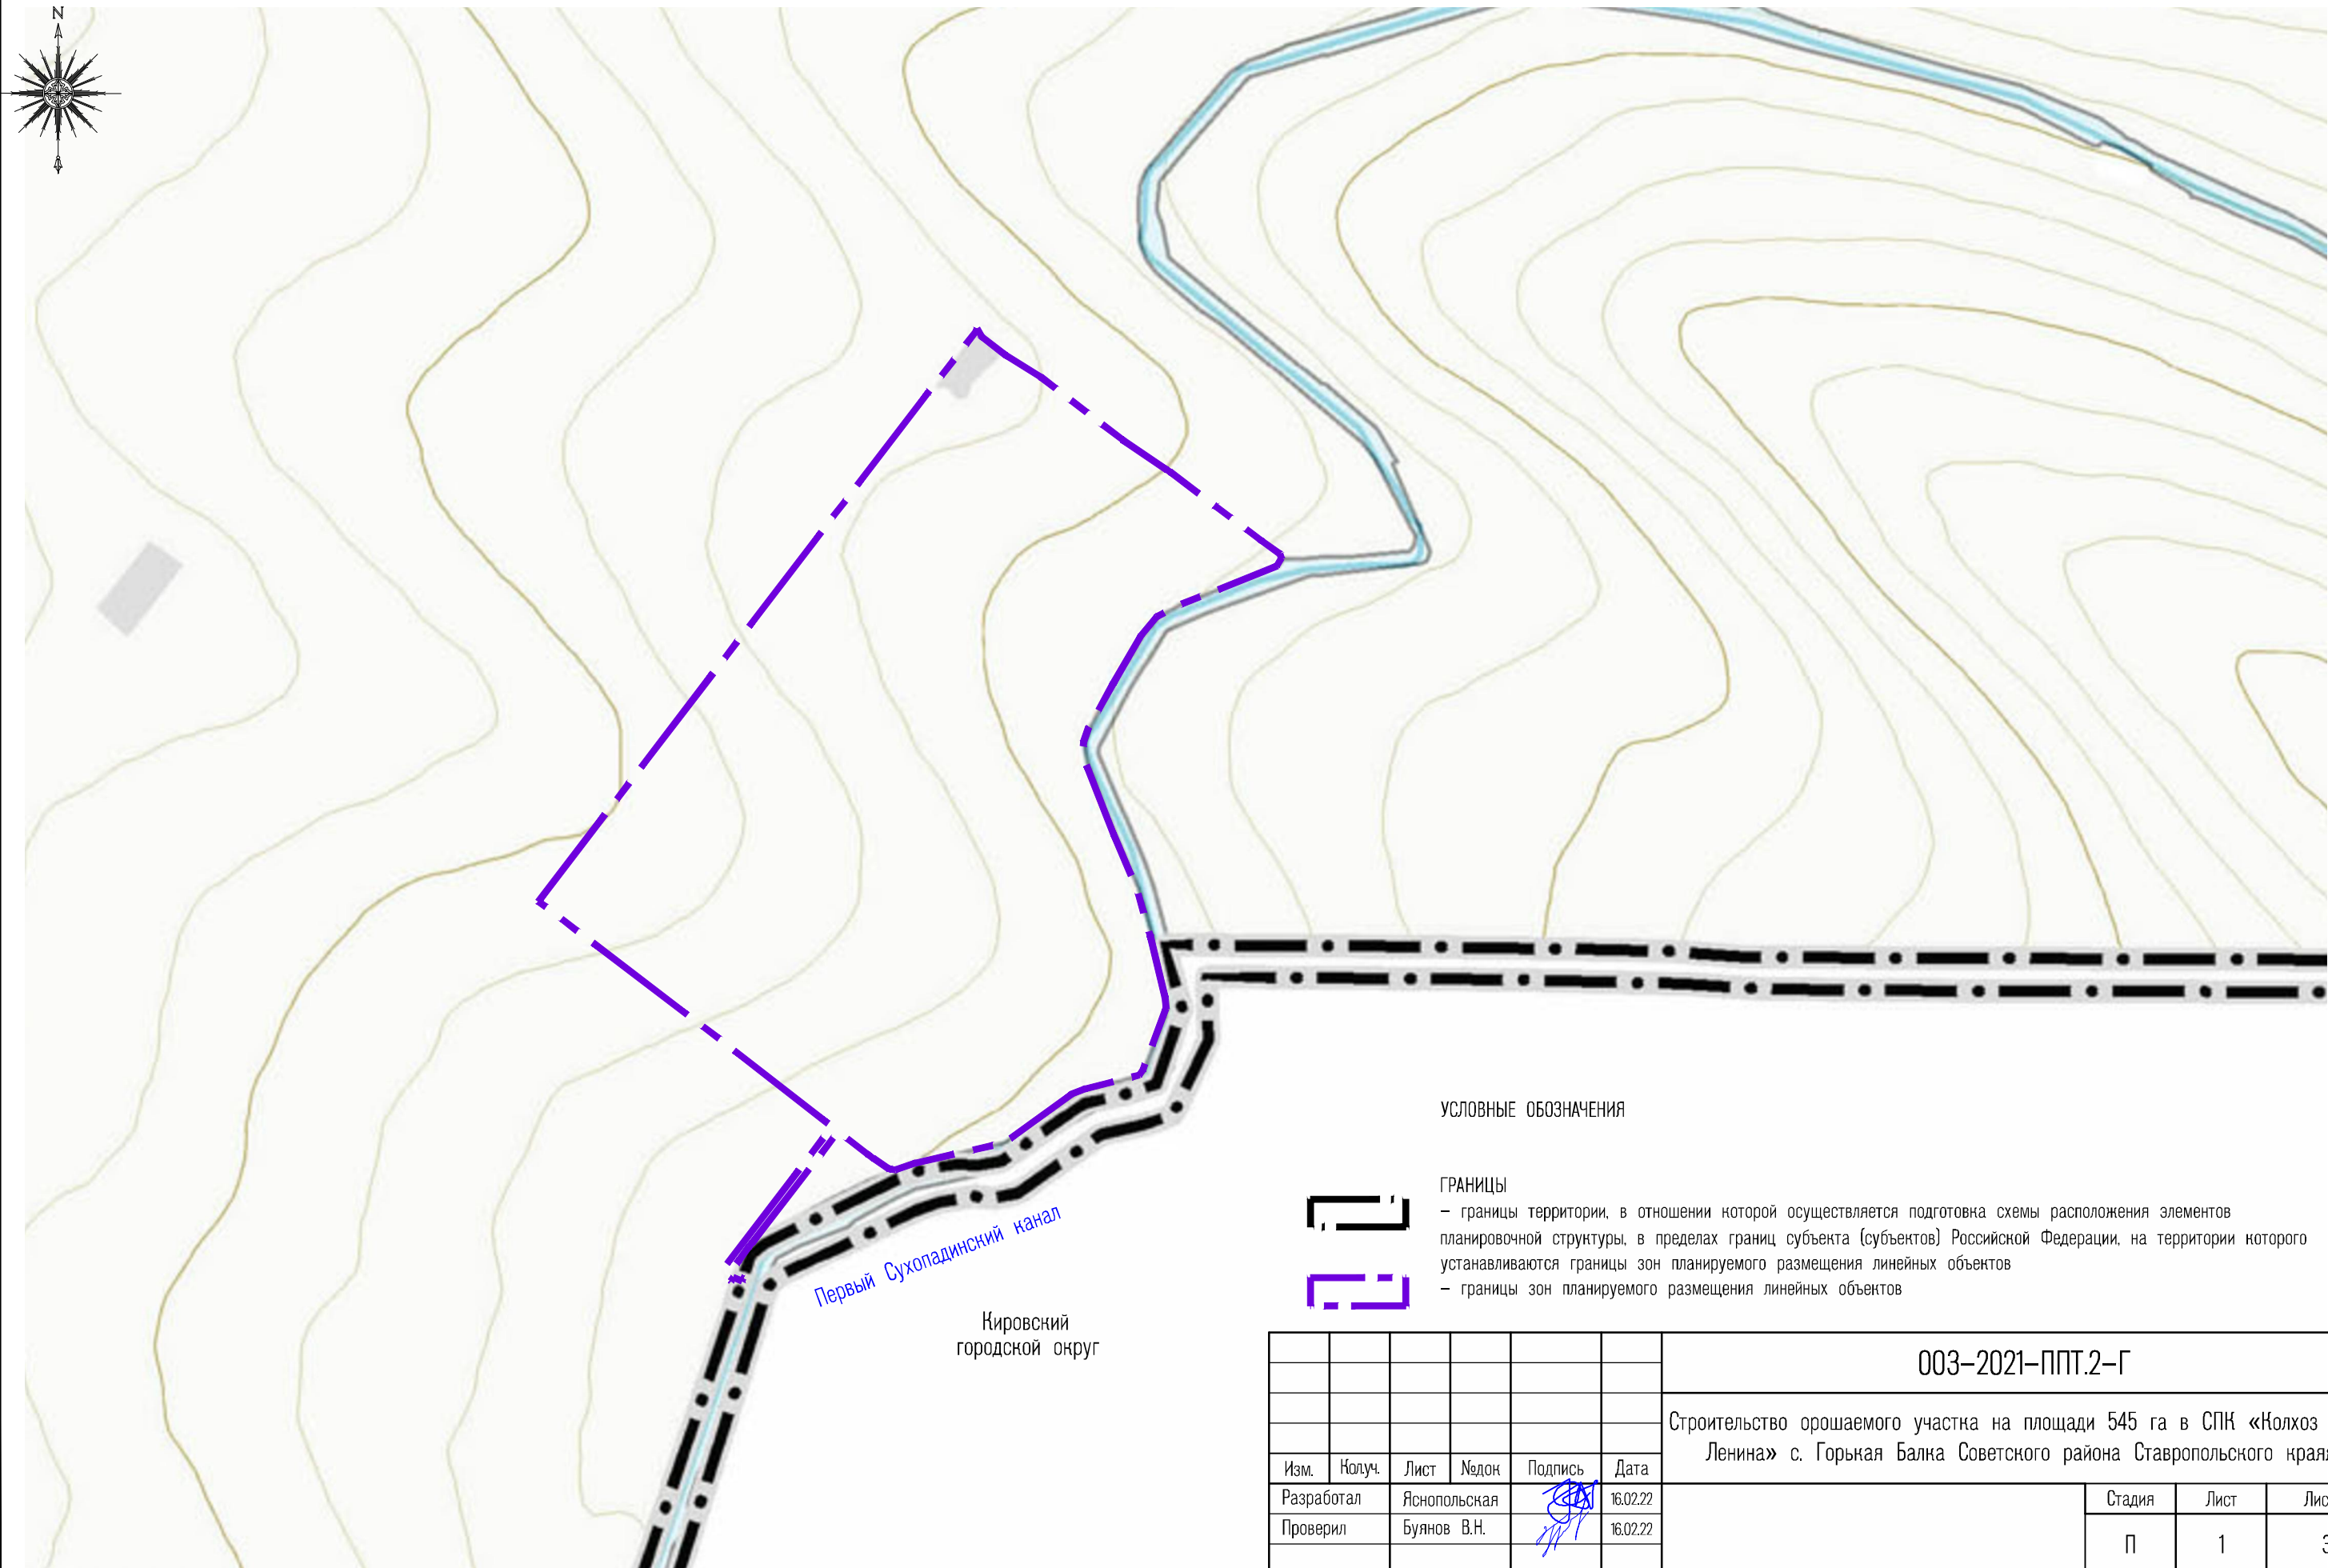 N
Первый Сухопадинский канал
Кировский
городской округ
УСЛОВНЫЕ ОБОЗНАЧЕНИЯ
ГРАНИЦЫ
– границы территории, в отношении которой осуществляется подготовка схемы расположения элементов
планировочной структуры, в пределах границ субъекта (субъектов) Российской Федерации, на территории которого
устанавливаются границы зон планируемого размещения линейных объектов
– границы зон планируемого размещения линейных объектов
003-2021-ППТ.2-Г
Строительство орошаемого участка на площади 545 га в СПК «Колхоз
Ленина» с. Горькая Балка Советского района Ставропольского края
Изм. Кол.уч. Лист №док Подпись Дата
Разработал Яснопольская 16.02.22
Проверил Буянов В.Н. 16.02.22
Стадия Лист
П 1